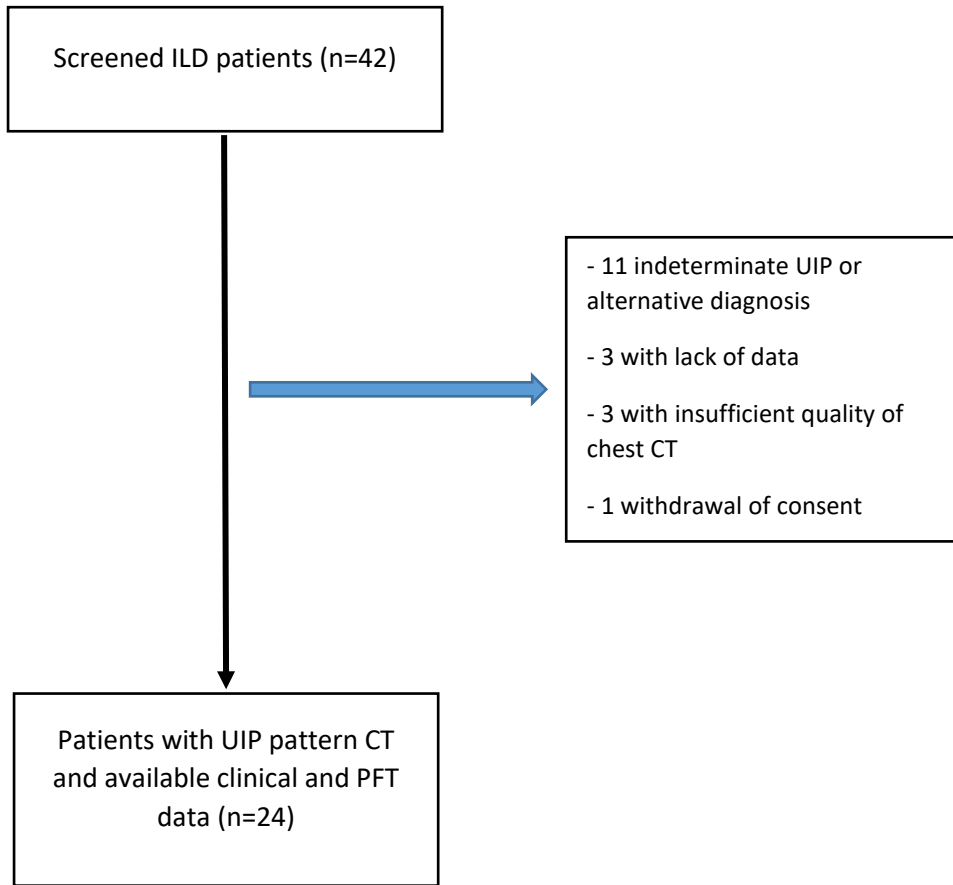 Screened ILD patients (n=42)
- 11 indeterminate UIP or
alternative diagnosis
- 3 with lack of data
- 3 with insufficient quality of
chest CT
- 1 withdrawal of consent
Patients with UIP pattern CT
and available clinical and PFT
data (n=24)